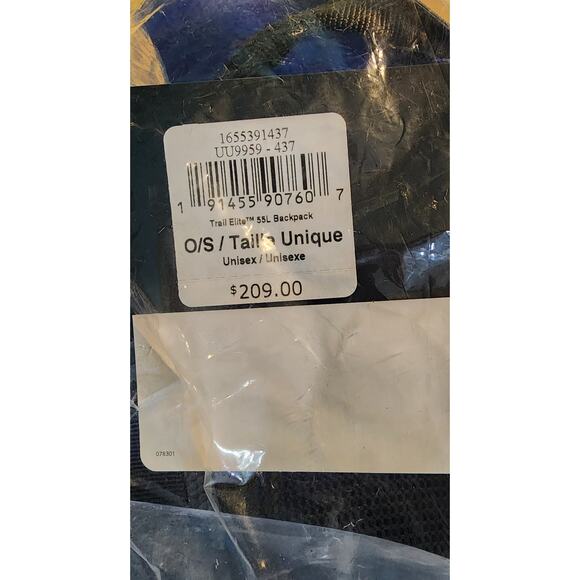 1655391437
UU9959 - 437
1 91455 90760 7
Trail Elite™ 55L Backpack
O/S / Taille Unique
Unisex / Unisexe
$209.00
078301